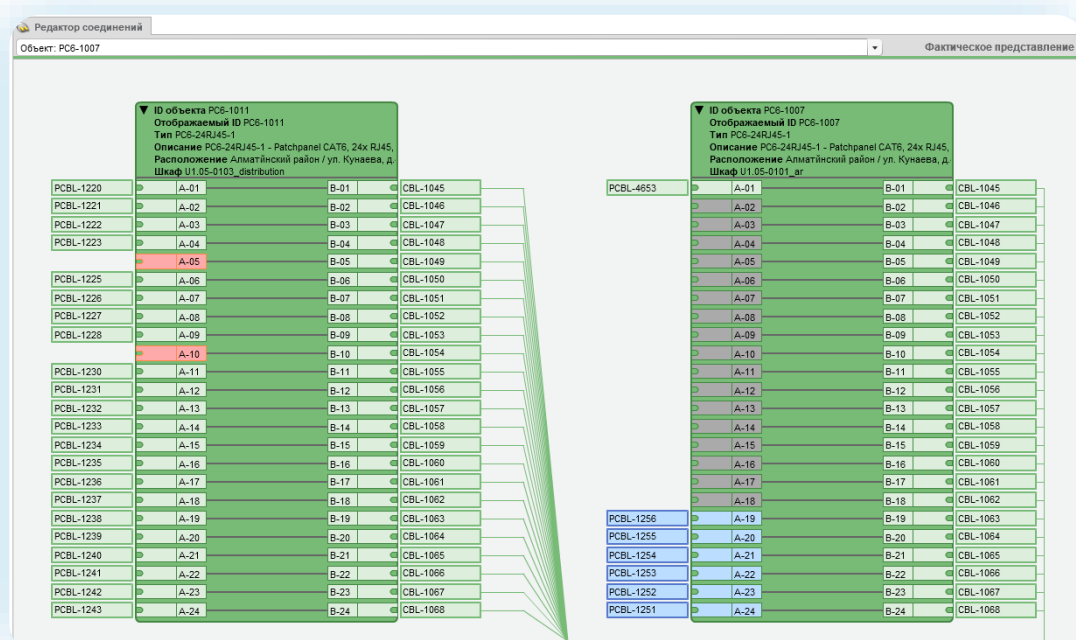 Редактор соединений
Объект: PC6-1007
Фактическое представление
ID объекта PC6-1011
Отображаемый ID PC6-1011
Тип PC6-24RJ45-1
Описание PC6-24RJ45-1 - Patchpanel CAT6, 24x RJ45,
Расположение Алматійнский район / ул. Кунаева, д.
Шкаф U1.05-0103_distribution
PCBL-1220 A-01 B-01 CBL-1045
PCBL-1221 A-02 B-02 CBL-1046
PCBL-1222 A-03 B-03 CBL-1047
PCBL-1223 A-04 B-04 CBL-1048
A-05 B-05 CBL-1049
PCBL-1225 A-06 B-06 CBL-1050
PCBL-1226 A-07 B-07 CBL-1051
PCBL-1227 A-08 B-08 CBL-1052
PCBL-1228 A-09 B-09 CBL-1053
A-10 B-10 CBL-1054
PCBL-1230 A-11 B-11 CBL-1055
PCBL-1231 A-12 B-12 CBL-1056
PCBL-1232 A-13 B-13 CBL-1057
PCBL-1233 A-14 B-14 CBL-1058
PCBL-1234 A-15 B-15 CBL-1059
PCBL-1235 A-16 B-16 CBL-1060
PCBL-1236 A-17 B-17 CBL-1061
PCBL-1237 A-18 B-18 CBL-1062
PCBL-1238 A-19 B-19 CBL-1063
PCBL-1239 A-20 B-20 CBL-1064
PCBL-1240 A-21 B-21 CBL-1065
PCBL-1241 A-22 B-22 CBL-1066
PCBL-1242 A-23 B-23 CBL-1067
PCBL-1243 A-24 B-24 CBL-1068
ID объекта PC6-1007
Отображаемый ID PC6-1007
Тип PC6-24RJ45-1
Описание PC6-24RJ45-1 - Patchpanel CAT6, 24x RJ45,
Расположение Алматійнский район / ул. Кунаева, д.
Шкаф U1.05-0101_ar
PCBL-4653 A-01 B-01 CBL-1045
A-02 B-02 CBL-1046
A-03 B-03 CBL-1047
A-04 B-04 CBL-1048
A-05 B-05 CBL-1049
A-06 B-06 CBL-1050
A-07 B-07 CBL-1051
A-08 B-08 CBL-1052
A-09 B-09 CBL-1053
A-10 B-10 CBL-1054
A-11 B-11 CBL-1055
A-12 B-12 CBL-1056
A-13 B-13 CBL-1057
A-14 B-14 CBL-1058
A-15 B-15 CBL-1059
A-16 B-16 CBL-1060
A-17 B-17 CBL-1061
A-18 B-18 CBL-1062
PCBL-1256 A-19 B-19 CBL-1063
PCBL-1255 A-20 B-20 CBL-1064
PCBL-1254 A-21 B-21 CBL-1065
PCBL-1253 A-22 B-22 CBL-1066
PCBL-1252 A-23 B-23 CBL-1067
PCBL-1251 A-24 B-24 CBL-1068